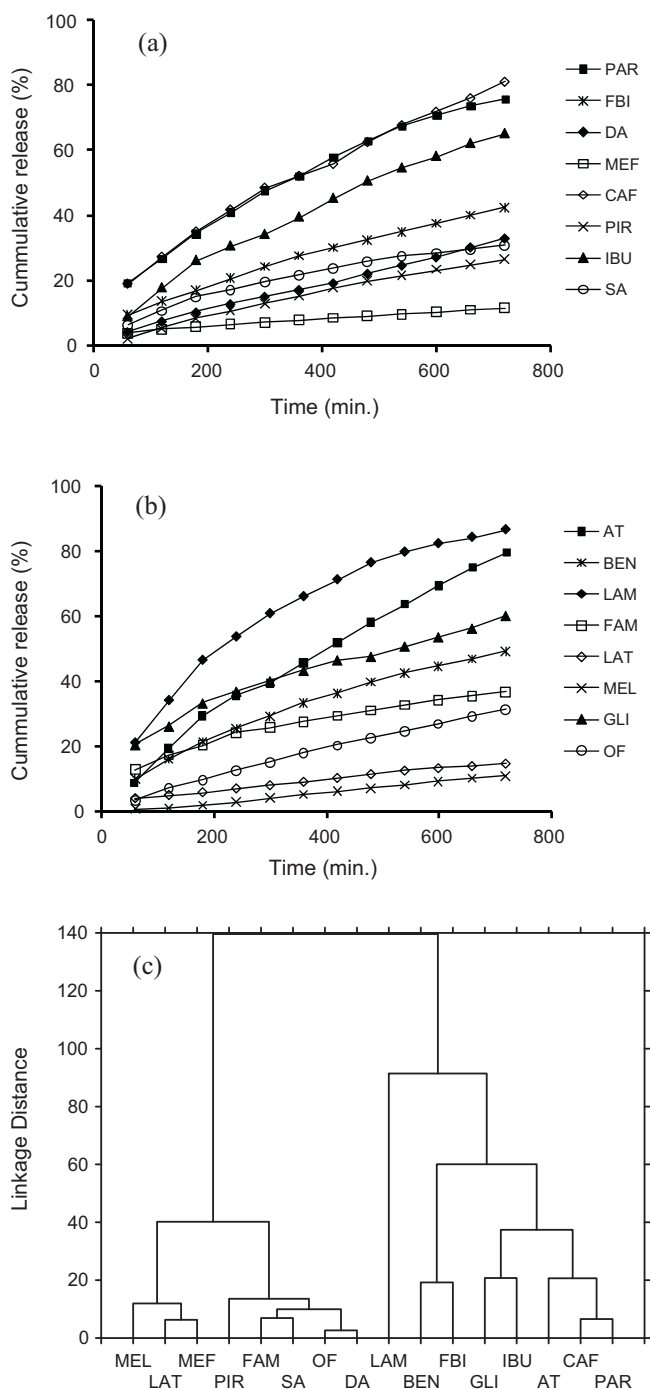 (a)
Cummulative release (%)
100
80
60
40
20
0
0 200 400 600 800
Time (min.)
PAR
FBI
DA
MEF
CAF
PIR
IBU
SA
(b)
Cummulative release (%)
100
80
60
40
20
0
0 200 400 600 800
Time (min.)
AT
BEN
LAM
FAM
LAT
MEL
GLI
OF
(c)
Linkage Distance
140
120
100
80
60
40
20
0
MEL MEF FAM OF LAM FBI IBU CAF
LAT PIR SA DA BEN GLI AT PAR